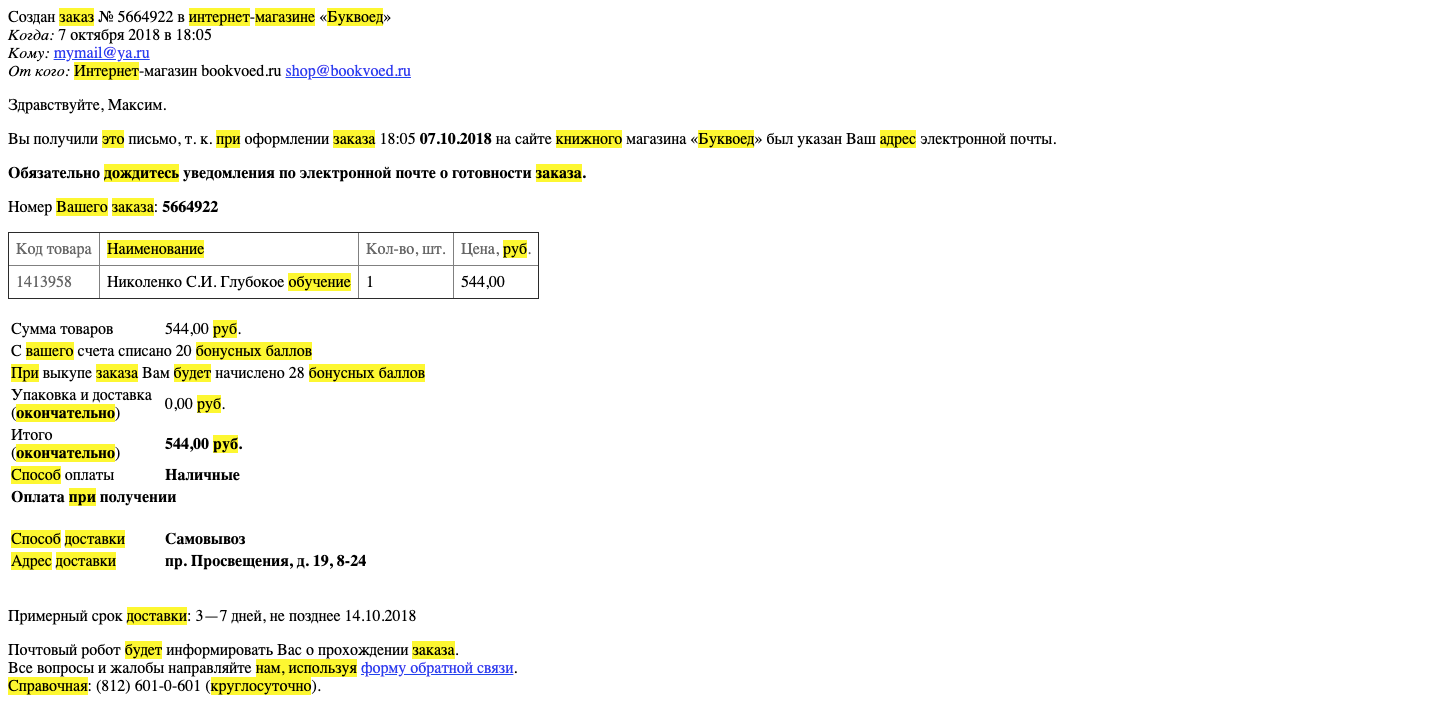 Создан заказ № 5664922 в интернет-магазине «Буквоед»
Когда: 7 октября 2018 в 18:05
Кому: mymail@ya.ru
От кого: Интернет-магазин bookvoed.ru shop@bookvoed.ru
Здравствуйте, Максим.
Вы получили это письмо, т. к. при оформлении заказа 18:05 07.10.2018 на сайте книжного магазина «Буквоед» был указан Ваш адрес электронной почты.
Обязательно дождитесь уведомления по электронной почте о готовности заказа.
Номер Вашего заказа: 5664922
Код товара Наименование Кол-во, шт. Цена, руб.
1413958 Николенко С.И. Глубокое обучение 1 544,00
Сумма товаров 544,00 руб.
С вашего счета списано 20 бонусных баллов
При выкупе заказа Вам будет начислено 28 бонусных баллов
Упаковка и доставка
(окончательно) 0,00 руб.
Итого
(окончательно) 544,00 руб.
Способ оплаты Наличные
Оплата при получении
Способ доставки Самовывоз
Адрес доставки пр. Просвещения, д. 19, 8-24
Примерный срок доставки: 3—7 дней, не позднее 14.10.2018
Почтовый робот будет информировать Вас о прохождении заказа.
Все вопросы и жалобы направляйте нам, используя форму обратной связи.
Справочная: (812) 601-0-601 (круглосуточно).